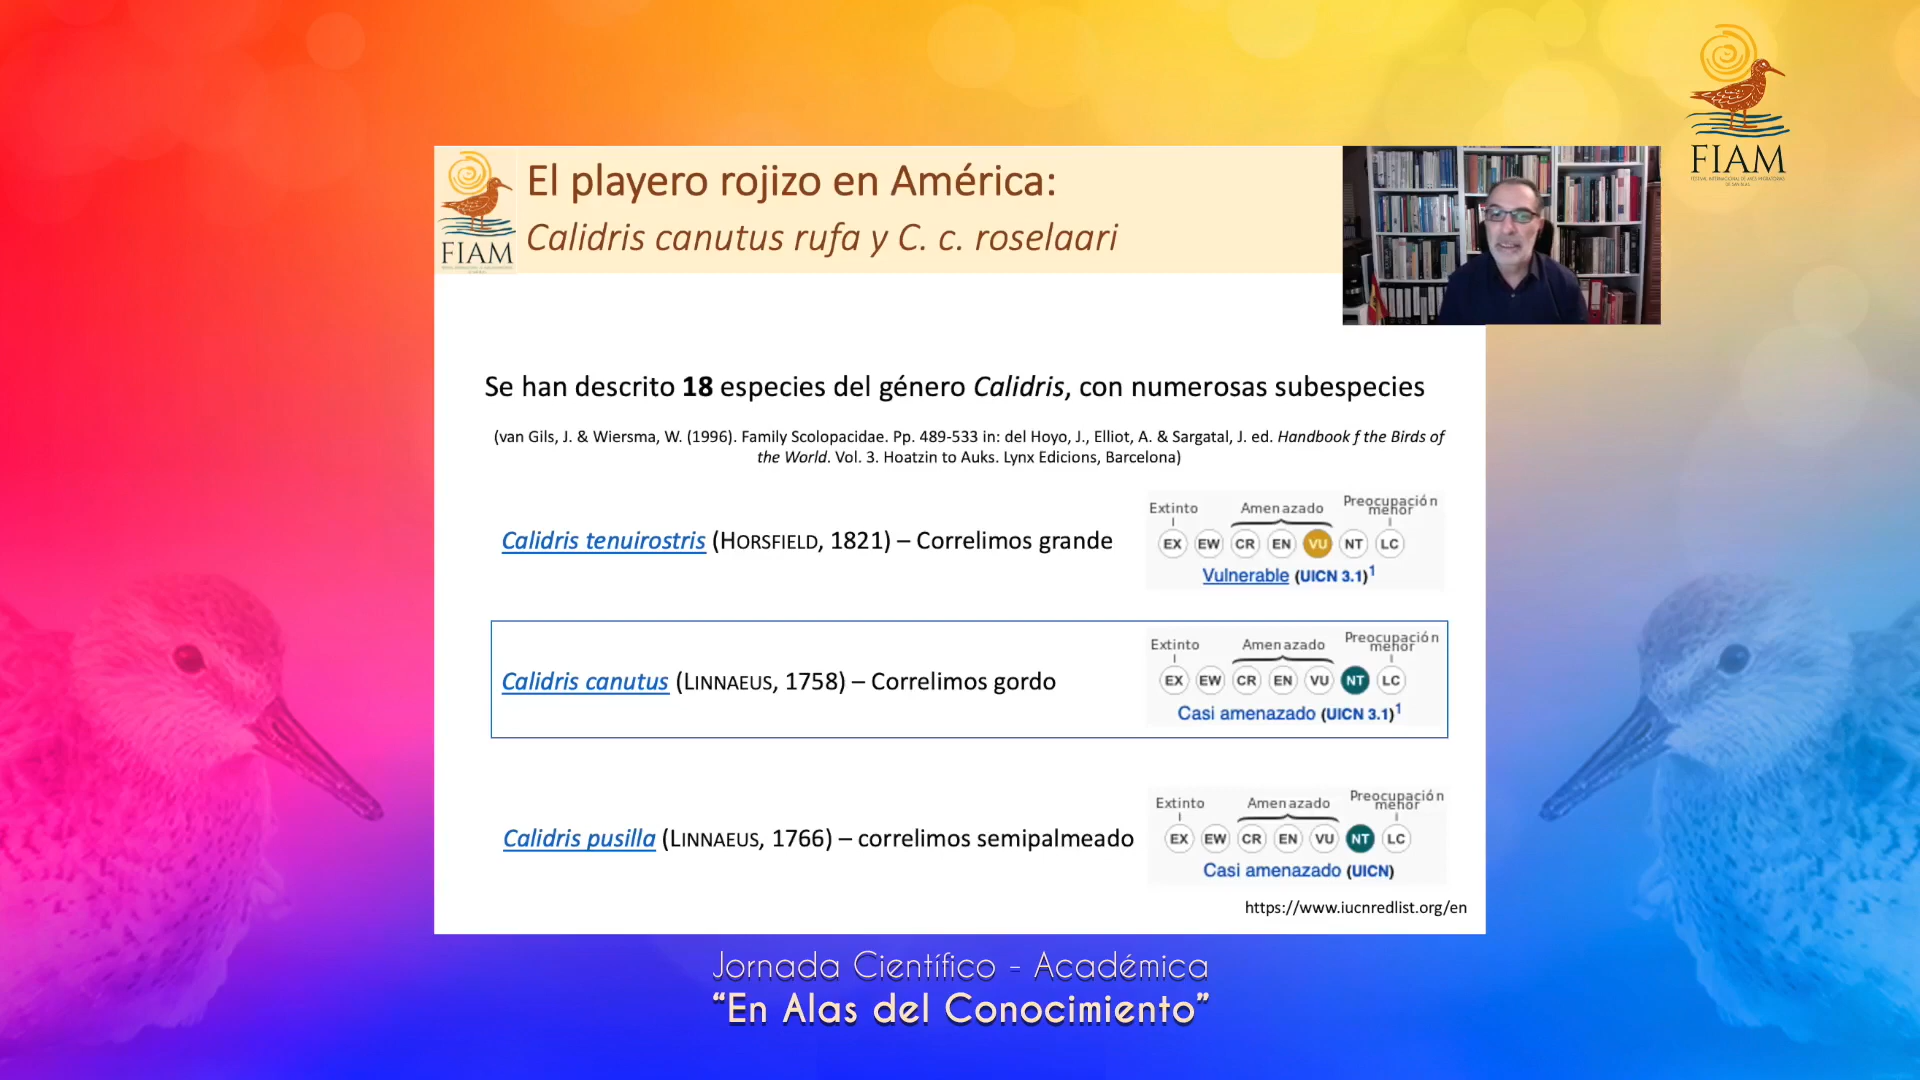 FIAM
El playero rojizo en América:
Calidris canutus rufa y C. c. roselaari
FIAM
Se han descrito 18 especies del género Calidris, con numerosas subespecies
(van Gils, J. & Wiersma, W. (1996). Family Scolopacidae. Pp. 489-533 in: del Hoyo, J., Elliot, A. & Sargatal, J. ed. Handbook f the Birds of
the World. Vol. 3. Hoatzin to Auks. Lynx Edicions, Barcelona)
Calidris tenuirostris (HORSFIELD, 1821) – Correlimos grande
Extinto Amenazado Preocupación menor
EX EW CR EN VU NT LC
Vulnerable (UICN 3.1)1
Calidris canutus (LINNAEUS, 1758) – Correlimos gordo
Extinto Amenazado Preocupación menor
EX EW CR EN VU NT LC
Casi amenazado (UICN 3.1)1
Calidris pusilla (LINNAEUS, 1766) – correlimos semipalmeado
Extinto Amenazado Preocupación menor
EX EW CR EN VU NT LC
Casi amenazado (UICN)
https://www.iucnredlist.org/en
Jornada Científico - Académica
“En Alas del Conocimiento”